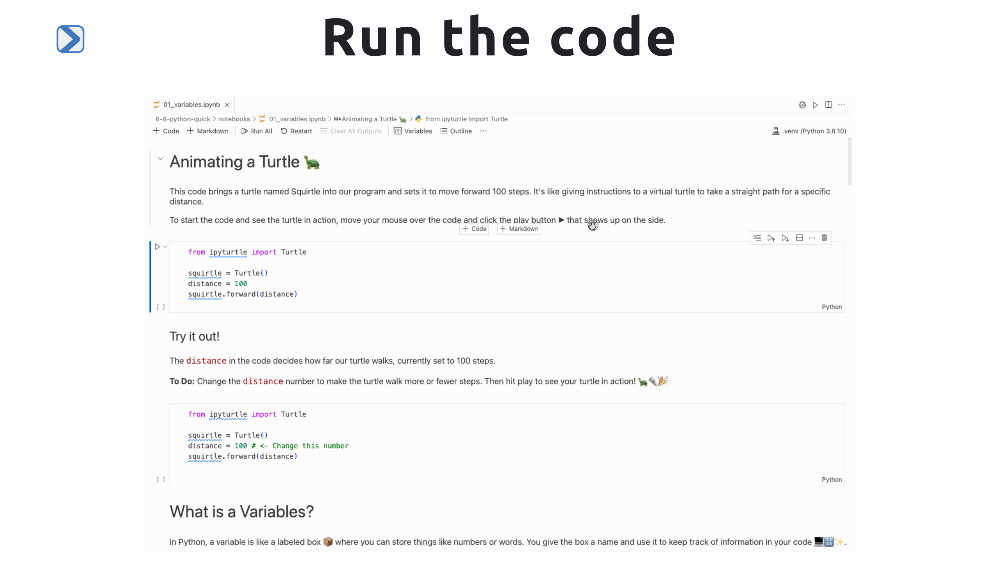 Run the code
01_variables.ipynb
6-8-python-quick > notebooks > 01_variables.ipynb > M↓Animating a Turtle 🐢 > from ipyturtle import Turtle
+ Code + Markdown Run All Restart Clear All Outputs Variables Outline ··· .venv (Python 3.8.10)
Animating a Turtle 🐢
This code brings a turtle named Squirtle into our program and sets it to move forward 100 steps. It's like giving instructions to a virtual turtle to take a straight path for a specific
distance.
To start the code and see the turtle in action, move your mouse over the code and click the play button ▶ that shows up on the side.
+ Code + Markdown
from ipyturtle import Turtle
squirtle = Turtle()
distance = 100
squirtle.forward(distance)
[ ] Python
Try it out!
The distance in the code decides how far our turtle walks, currently set to 100 steps.
To Do: Change the distance number to make the turtle walk more or fewer steps. Then hit play to see your turtle in action! 🐢👟🎉
from ipyturtle import Turtle
squirtle = Turtle()
distance = 100 # <- Change this number
squirtle.forward(distance)
[ ] Python
What is a Variables?
In Python, a variable is like a labeled box 📦 where you can store things like numbers or words. You give the box a name and use it to keep track of information in your code 💻🔢✨.